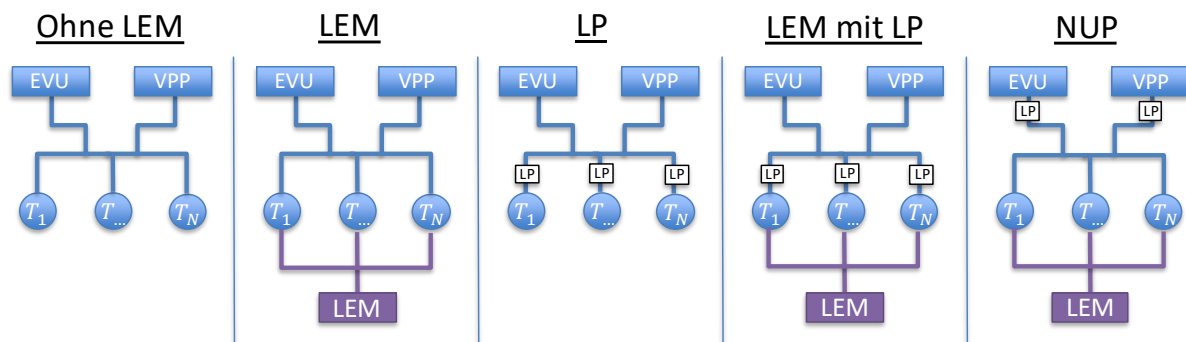 Ohne LEM
EVU VPP
T1 T... TN
LEM
EVU VPP
T1 T... TN
LEM
LP
EVU VPP
LP LP LP
T1 T... TN
LEM mit LP
EVU VPP
LP LP LP
T1 T... TN
LEM
NUP
EVU VPP
LP LP
T1 T... TN
LEM